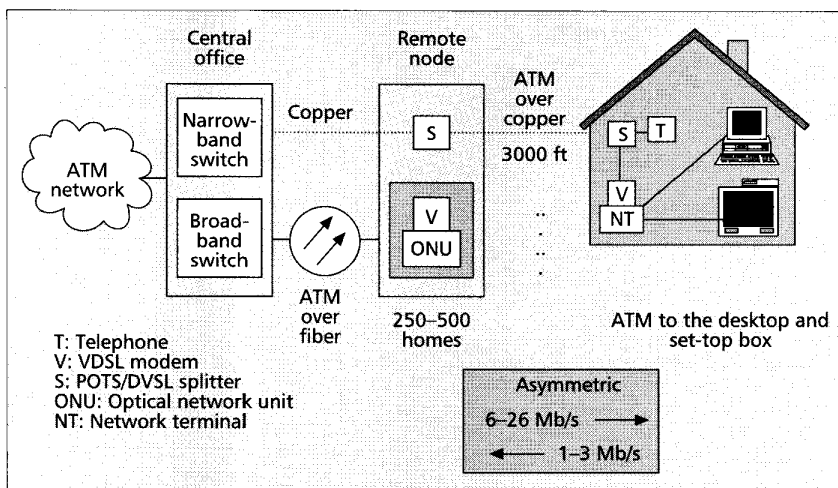 Central
office
Remote
node
ATM
over
copper
3000 ft
Copper
Narrow-
band
switch
ATM
network
Broad-
band
switch
S
V
ONU
S
T
V
NT
ATM
over
fiber
250–500
homes
ATM to the desktop and
set-top box
T: Telephone
V: VDSL modem
S: POTS/DVSL splitter
ONU: Optical network unit
NT: Network terminal
Asymmetric
6–26 Mb/s
1–3 Mb/s